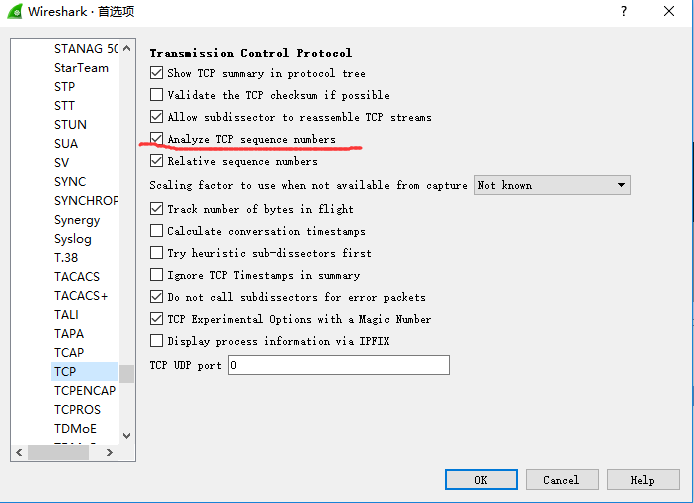 Wireshark · 首选项
?
STANAG 50
StarTeam
STP
STT
STUN
SUA
SV
SYNC
SYNCHROP
Synergy
Syslog
T.38
TACACS
TACACS+
TALI
TAPA
TCAP
TCP
TCPENCAP
TCPROS
TDMoE
Transmission Control Protocol
Show TCP summary in protocol tree
Validate the TCP checksum if possible
Allow subdissector to reassemble TCP streams
Analyze TCP sequence numbers
Relative sequence numbers
Scaling factor to use when not available from capture Not known
Track number of bytes in flight
Calculate conversation timestamps
Try heuristic sub-dissectors first
Ignore TCP Timestamps in summary
Do not call subdissectors for error packets
TCP Experimental Options with a Magic Number
Display process information via IPFIX
TCP UDP port 0
OK Cancel Help